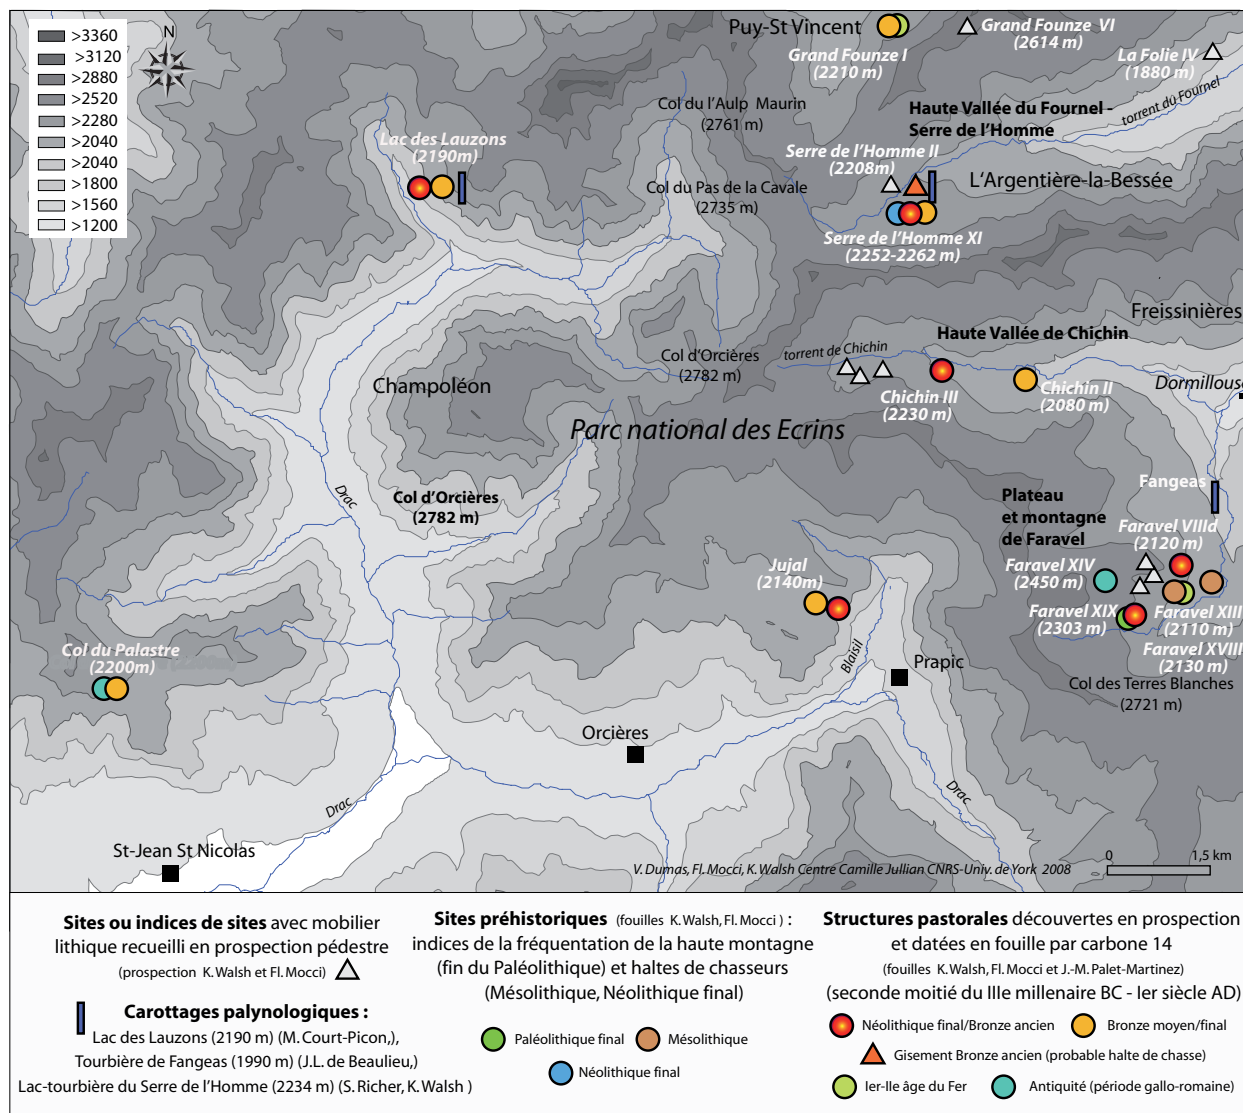 >3360
>3120
>2880
>2520
>2280
>2040
>2040
>1800
>1560
>1200
N
Puy-St Vincent
Grand Founze I
(2210 m)
Grand Founze VI
(2614 m)
La Folie IV
(1880 m)
torrent du Fournel
Col du l'Aulp Maurin
(2761 m)
Haute Vallée du Fournel -
Serre de l'Homme
Lac des Lauzons
(2190m)
Serre de l'Homme II
(2208m)
L'Argentière-la-Bessée
Col du Pas de la Cavale
(2735 m)
Serre de l'Homme XI
(2252-2262 m)
Freissinières
Haute Vallée de Chichin
torrent de Chichin
Col d'Orcières
(2782 m)
Champoléon
Chichin III
(2230 m)
Chichin II
(2080 m)
Dormillouse
Parc national des Ecrins
Drac
Col d'Orcières
(2782 m)
Fangeas
Plateau
et montagne
de Faravel
Faravel VIIId
(2120 m)
Jujal
(2140m)
Faravel XIV
(2450 m)
Faravel XIX
(2303 m)
Faravel XIII
(2110 m)
Faravel XVIII
(2130 m)
Col du Palastre
(2200m)
Blaisil
Prapic
Col des Terres Blanches
(2721 m)
Orcières
Drac
Drac
St-Jean St Nicolas
0 1,5 km
V. Dumas, Fl. Mocci, K. Walsh Centre Camille Jullian CNRS-Univ. de York 2008
Sites ou indices de sites avec mobilier
lithique recueilli en prospection pédestre
(prospection K. Walsh et Fl. Mocci)
Carottages palynologiques :
Lac des Lauzons (2190 m) (M. Court-Picon,),
Tourbière de Fangeas (1990 m) (J.L. de Beaulieu,)
Lac-tourbière du Serre de l'Homme (2234 m) (S. Richer, K. Walsh )
Sites préhistoriques (fouilles K. Walsh, Fl. Mocci ) :
indices de la fréquentation de la haute montagne
(fin du Paléolithique) et haltes de chasseurs
(Mésolithique, Néolithique final)
Paléolithique final
Mésolithique
Néolithique final
Structures pastorales découvertes en prospection
et datées en fouille par carbone 14
(fouilles K. Walsh, Fl. Mocci et J.-M. Palet-Martinez)
(seconde moitié du IIIe millenaire BC - Ier siècle AD)
Néolithique final/Bronze ancien
Bronze moyen/final
Gisement Bronze ancien (probable halte de chasse)
Ier-IIe âge du Fer
Antiquité (période gallo-romaine)